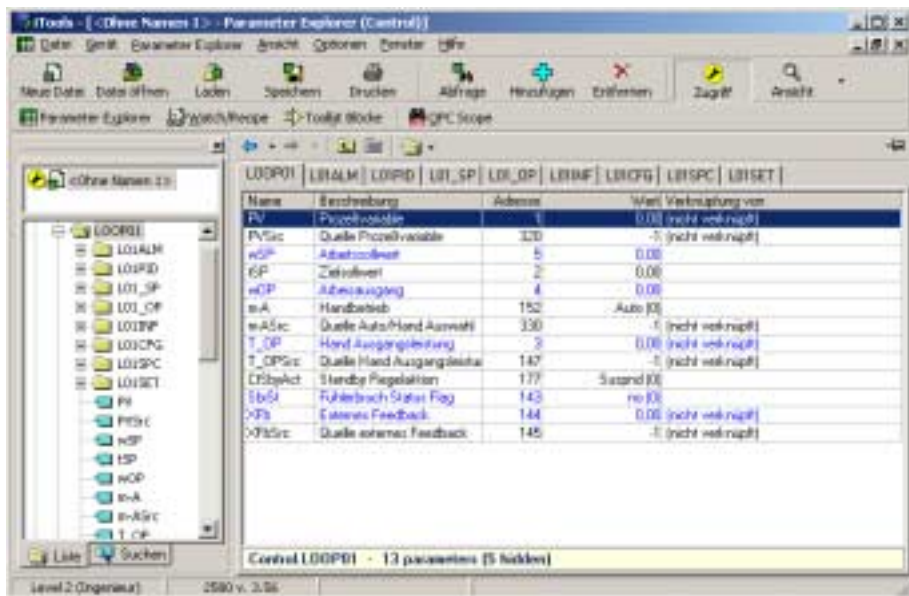 iTools - [<Ohne Namen 1> - Parameter Explorer (Control)]
Datei Gerät Parameter Explorer Ansicht Optionen Fenster Hilfe
Neue Datei Datei öffnen Laden Speichern Drucken Abfrage Hinzufügen Entfernen Zugriff Ansicht
Parameter Explorer Watch/Recipe Toolkit Blöcke OPC Scope
<Ohne Namen 1>
LOOP01
L01ALM
L01PID
L01_SP
L01_OP
L01INF
L01CFG
L01SPC
L01SET
PV
PVSrc
wSP
tSP
wOP
m-A
m-ASrc
T_OP
Liste Suchen
LOOP01 L01ALM L01PID L01_SP L01_OP L01INF L01CFG L01SPC L01SET
Name Beschreibung Adresse Wert Verknüpfung von
PV Prozeßvariable 1 0,00 (nicht verknüpft)
PVSrc Quelle Prozeßvariable 320 -1 (nicht verknüpft)
wSP Arbeitssollwert 5 0,00
tSP Zielsollwert 2 0,00
wOP Arbeitsausgang 4 0,00
m-A Handbetrieb 152 Auto (0)
m-ASrc Quelle Auto/Hand Auswahl 330 -1 (nicht verknüpft)
T_OP Hand Ausgangsleistung 3 0,00 (nicht verknüpft)
T_OPSrc Quelle Hand Ausgangsleistu 147 -1 (nicht verknüpft)
Standby Regelaktion 177 Suspnd (0)
Fühlerbruch Status Flag 143 no (0)
XFb Externes Feedback 144 0,00 (nicht verknüpft)
XFbSrc Quelle externes Feedback 145 -1 (nicht verknüpft)
Control.LOOP01 - 13 parameters (5 hidden)
Level 2 (Ingenieur) 2500 v. 3.56